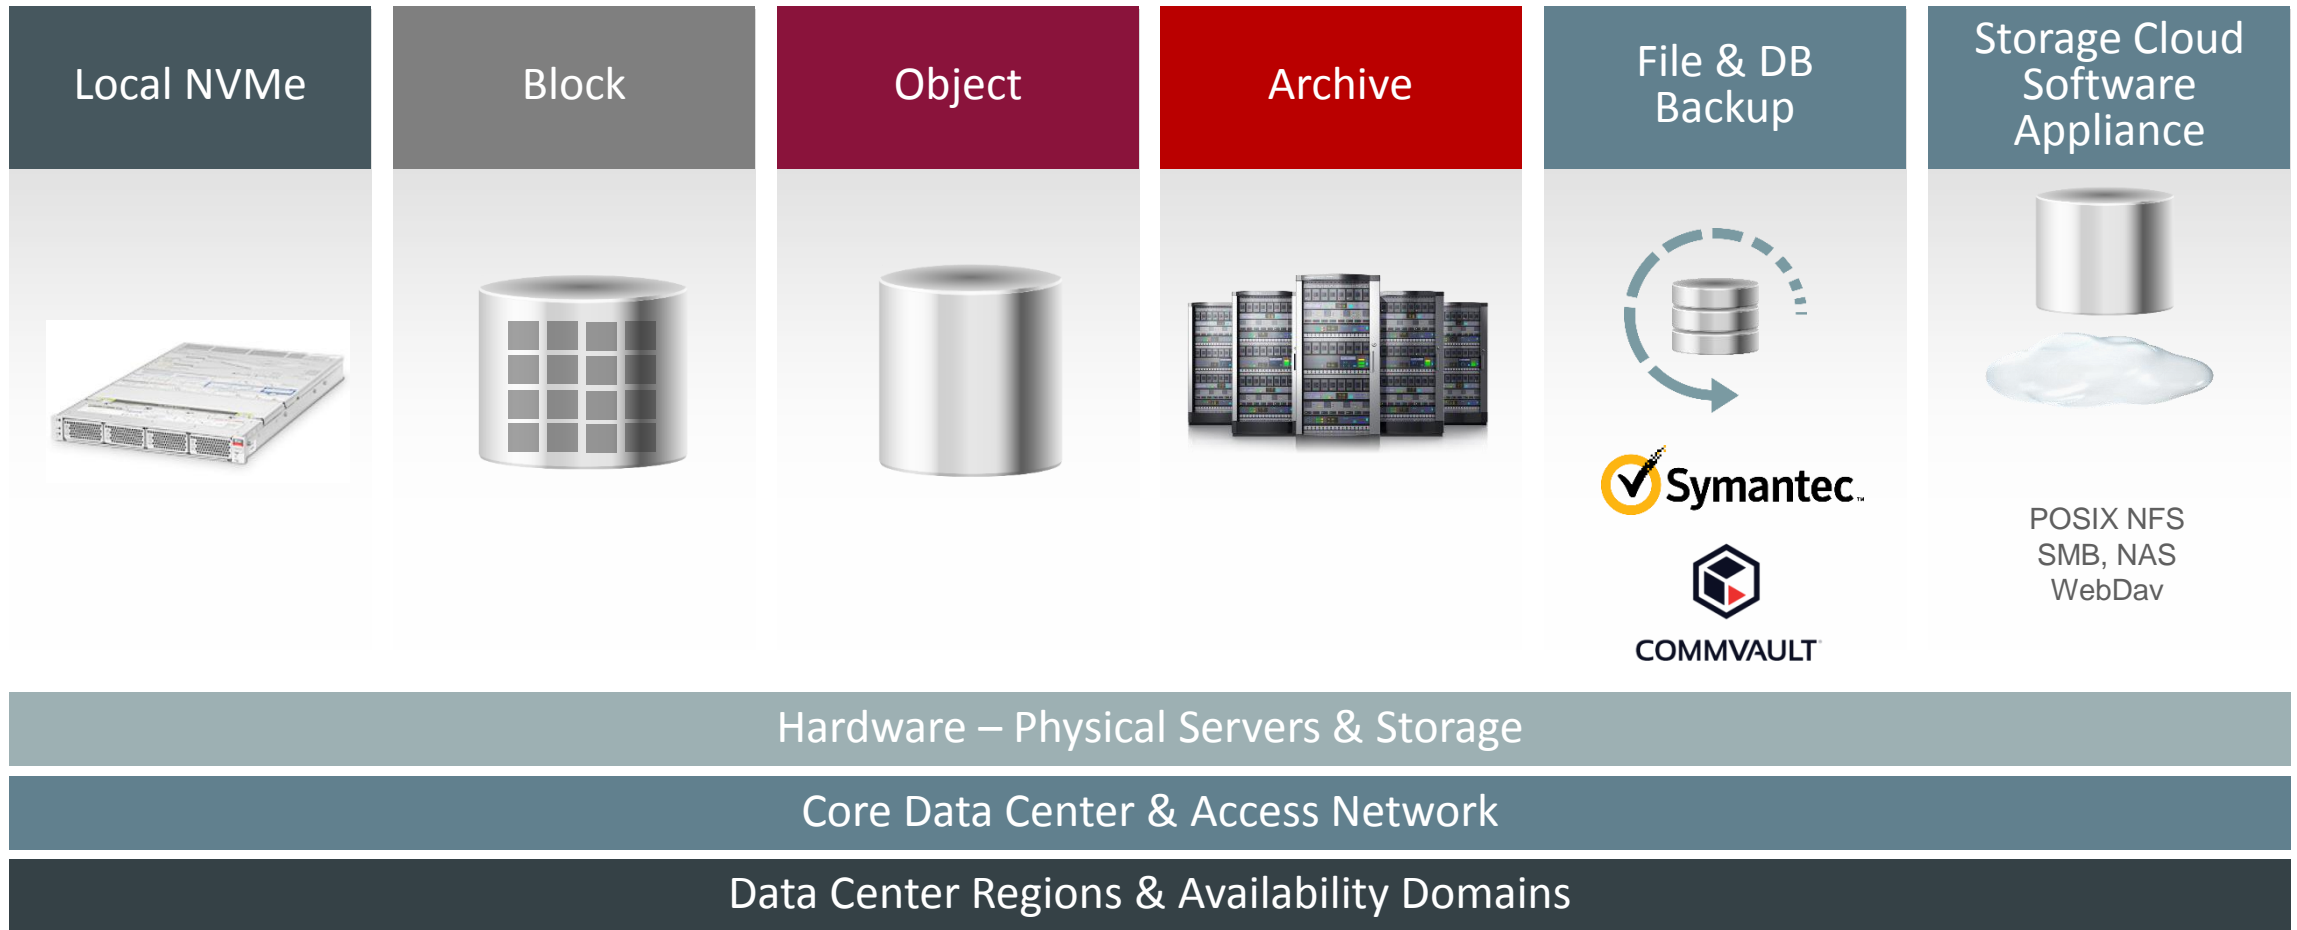 Local NVMe
Block
Object
Archive
File & DB
Backup
Storage Cloud
Software
Appliance
Symantec™
COMMVAULT
POSIX NFS
SMB, NAS
WebDav
Hardware – Physical Servers & Storage
Core Data Center & Access Network
Data Center Regions & Availability Domains